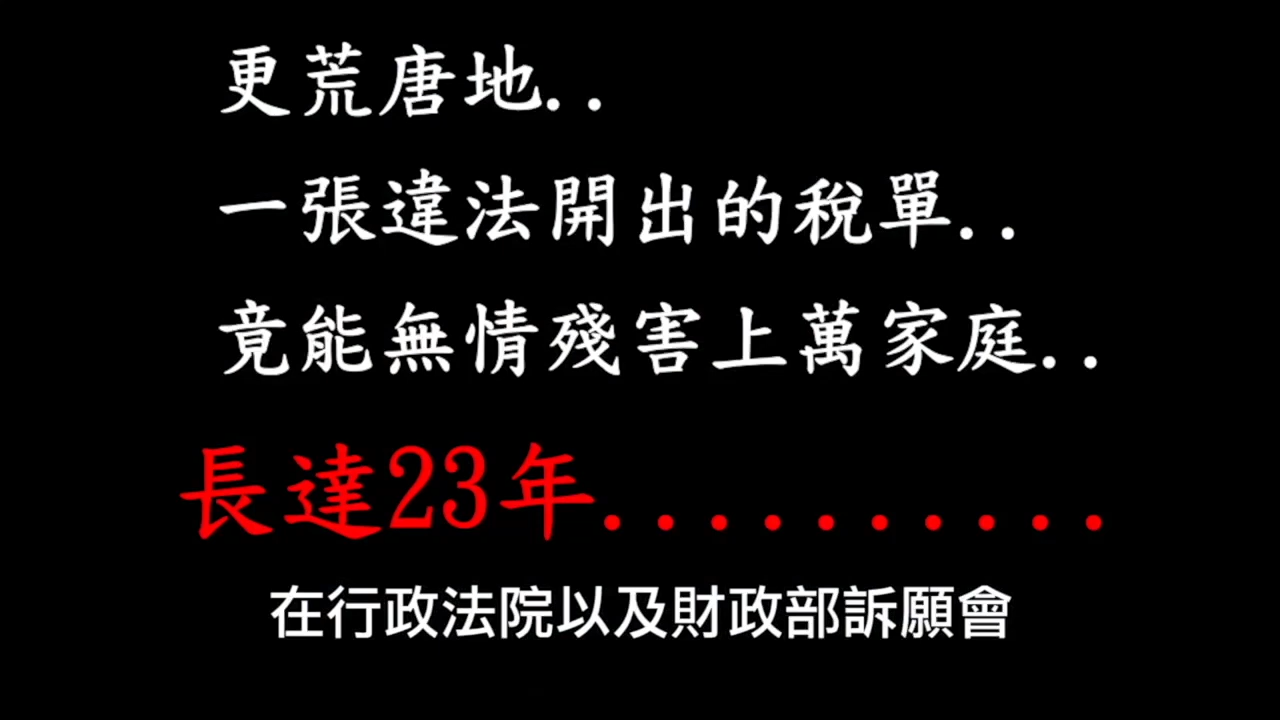 更荒唐地..
一張違法開出的稅單..
竟能無情殘害上萬家庭..
長達23年..........
在行政法院以及財政部訴願會